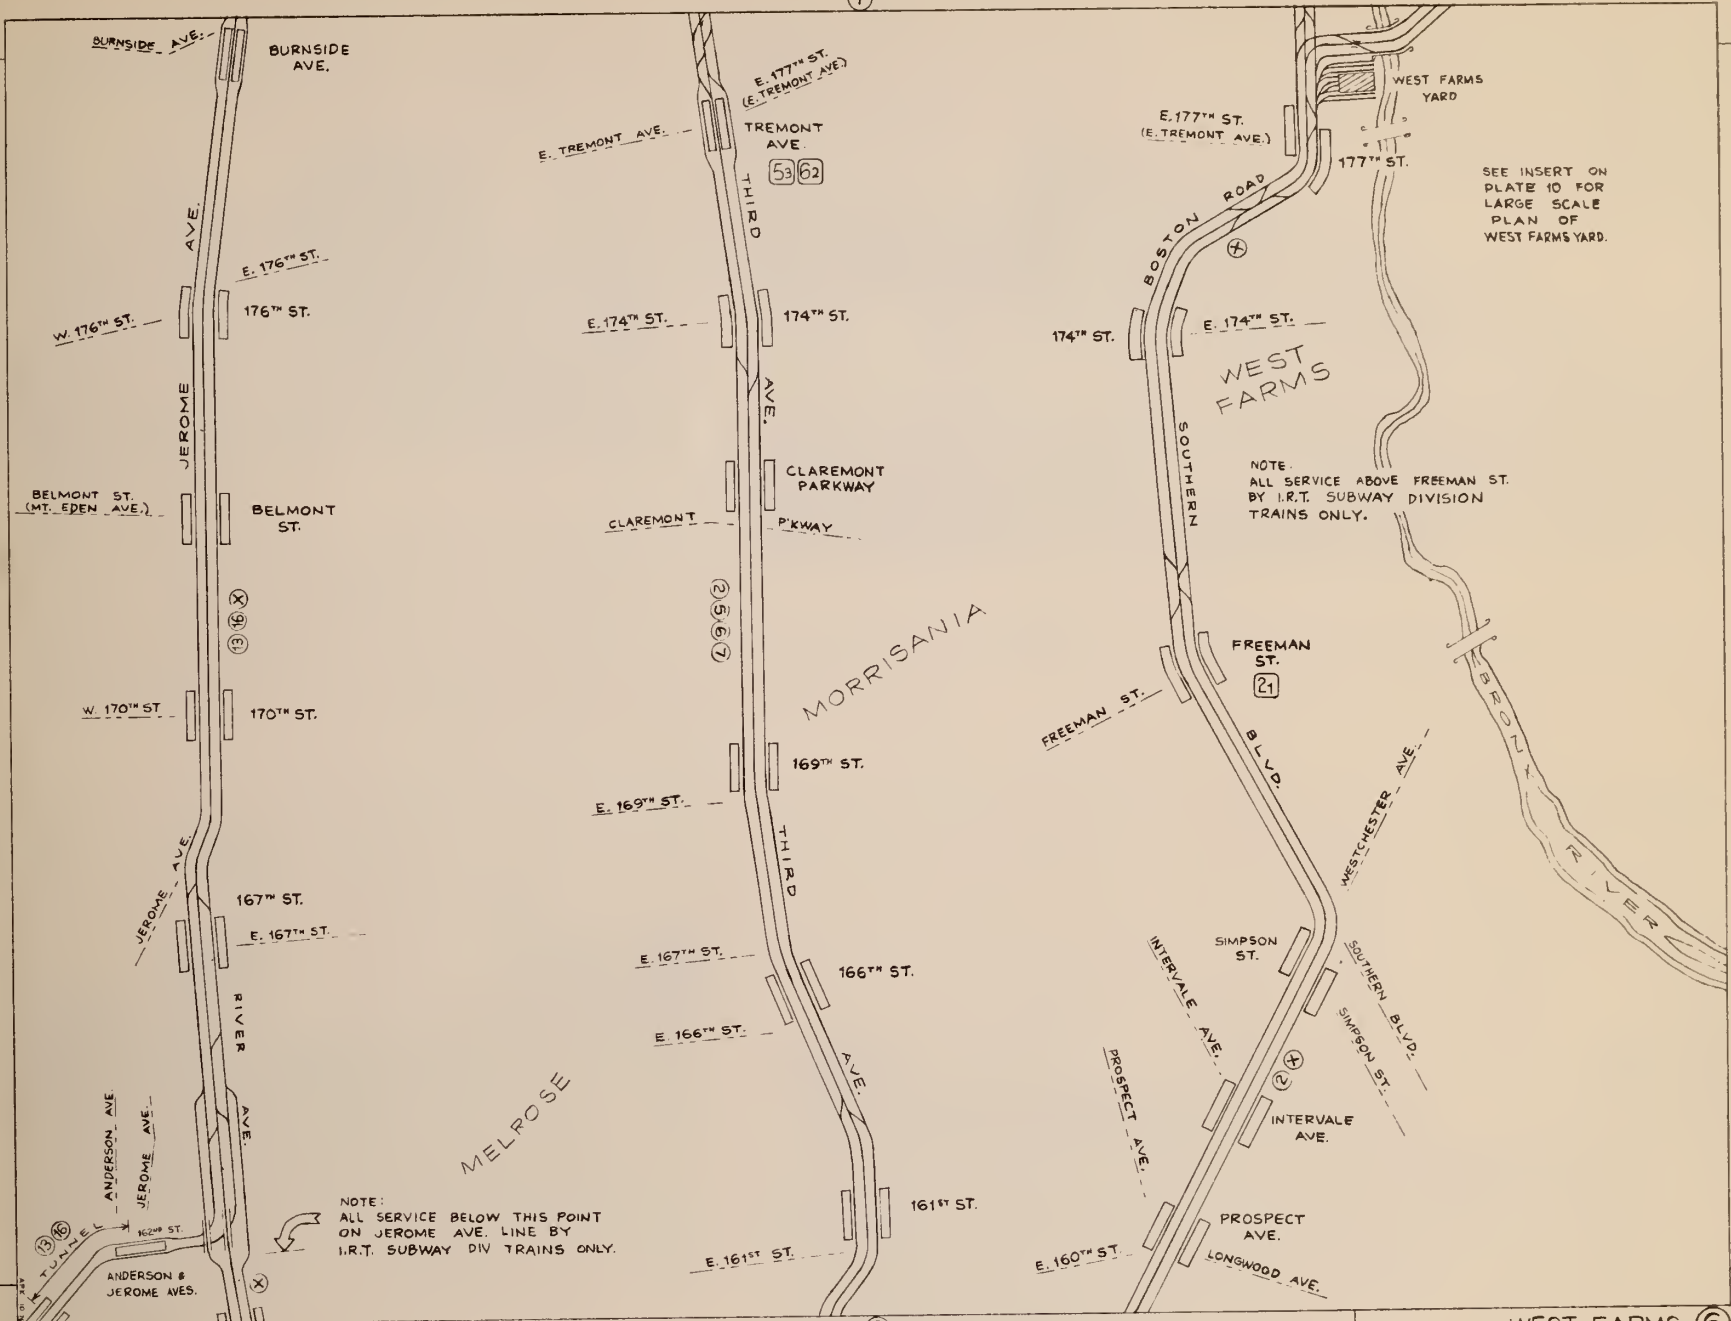 BURNSIDE AVE.
BURNSIDE
AVE.
AVE.
E. 176TH ST.
W. 176TH ST.
176TH ST.
JEROME
BELMONT ST.
(MT. EDEN AVE.)
BELMONT
ST.
13 16 X
W. 170TH ST
170TH ST.
JEROME AVE.
167TH ST.
E. 167TH ST.
RIVER
AVE.
ANDERSON AVE.
JEROME AVE.
13 16
TUNNEL
162ND ST.
ANDERSON &
JEROME AVES.
X
NOTE:
ALL SERVICE BELOW THIS POINT
ON JEROME AVE. LINE BY
I.R.T. SUBWAY DIV TRAINS ONLY.
MELROSE
E. 177TH ST.
(E. TREMONT AVE.)
E. TREMONT AVE.
TREMONT
AVE.
53 62
THIRD
E. 174TH ST.
174TH ST.
AVE.
CLAREMONT
PARKWAY
CLAREMONT P'KWAY
2 5 6 7
MORRISANIA
169TH ST.
E. 169TH ST.
THIRD
E. 167TH ST.
166TH ST.
E. 166TH ST.
AVE.
161ST ST.
E. 161ST ST.
WEST FARMS
YARD
E. 177TH ST.
(E. TREMONT AVE.)
177TH ST.
SEE INSERT ON
PLATE 10 FOR
LARGE SCALE
PLAN OF
WEST FARMS YARD.
BOSTON ROAD
X
174TH ST.
E. 174TH ST.
WEST
FARMS
SOUTHERN
NOTE.
ALL SERVICE ABOVE FREEMAN ST.
BY I.R.T. SUBWAY DIVISION
TRAINS ONLY.
FREEMAN
ST.
21
FREEMAN ST.
BLVD.
BRONX RIVER
WESTCHESTER AVE.
SIMPSON
ST.
SOUTHERN BLVD.
SIMPSON ST.
INTERVALE AVE.
2 X
INTERVALE
AVE.
PROSPECT AVE.
PROSPECT
AVE.
E. 160TH ST.
LONGWOOD AVE.
WEST FARMS 6